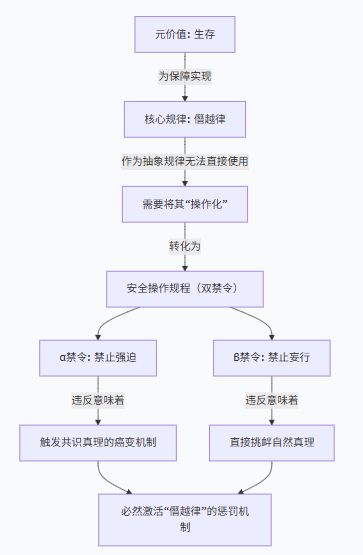 元价值: 生存
为保障实现
核心规律: 僭越律
作为抽象规律无法直接使用
需要将其“操作化”
转化为
安全操作规程（双禁令）
α禁令: 禁止强迫
β禁令: 禁止妄行
违反意味着
违反意味着
触发共识真理的癌变机制
直接挑衅自然真理
必然激活“僭越律”的惩罚机
制